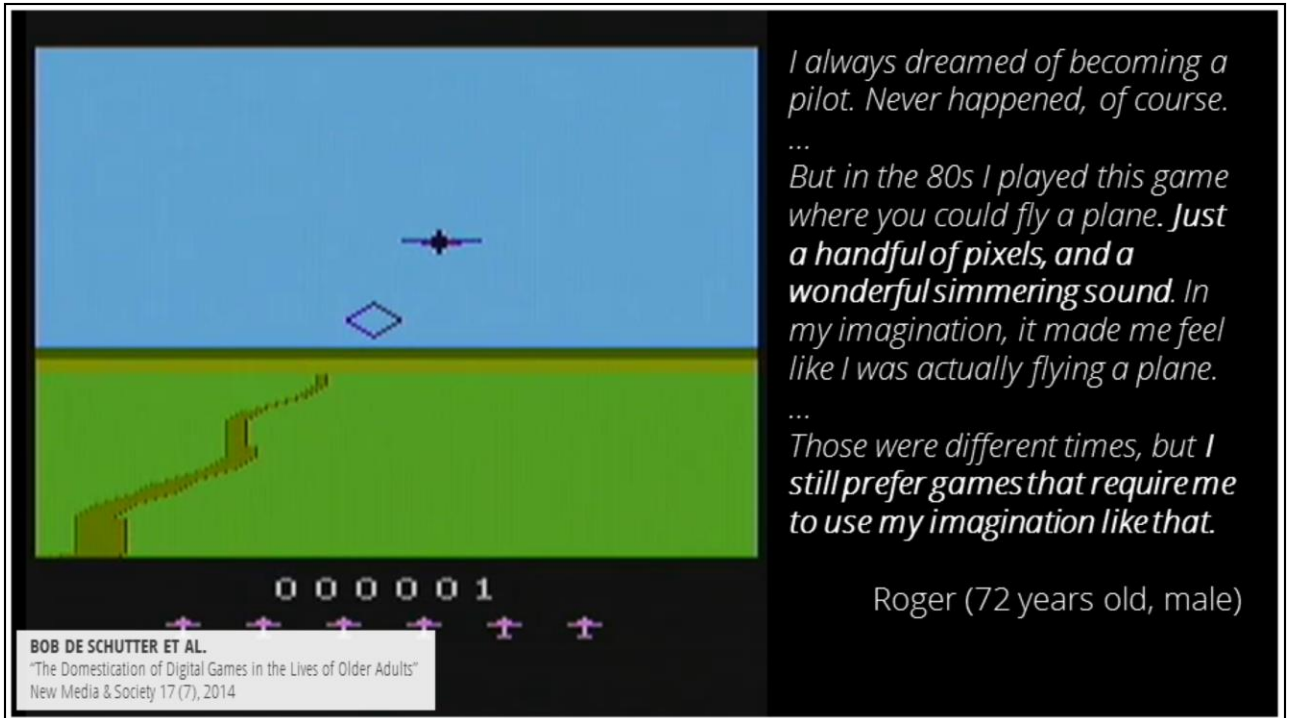 I always dreamed of becoming a
pilot. Never happened, of course.
...
But in the 80s I played this game
where you could fly a plane. Just
a handful of pixels, and a
wonderful simmering sound. In
my imagination, it made me feel
like I was actually flying a plane.
...
Those were different times, but I
still prefer games that require me
to use my imagination like that.
Roger (72 years old, male)
000001
BOB DE SCHUTTER ET AL.
“The Domestication of Digital Games in the Lives of Older Adults”
New Media & Society 17 (7), 2014